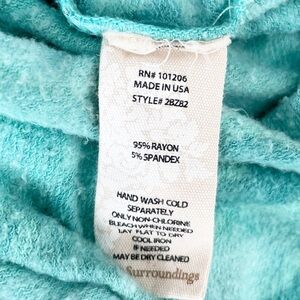 RN# 101206
MADE IN USA
STYLE# 28Z82
95% RAYON
5% SPANDEX
HAND WASH COLD
SEPARATELY
ONLY NON-CHLORINE
BLEACH WHEN NEEDED
LAY FLAT TO DRY
COOL IRON
IF NEEDED
MAY BE DRY CLEANED
Surroundings